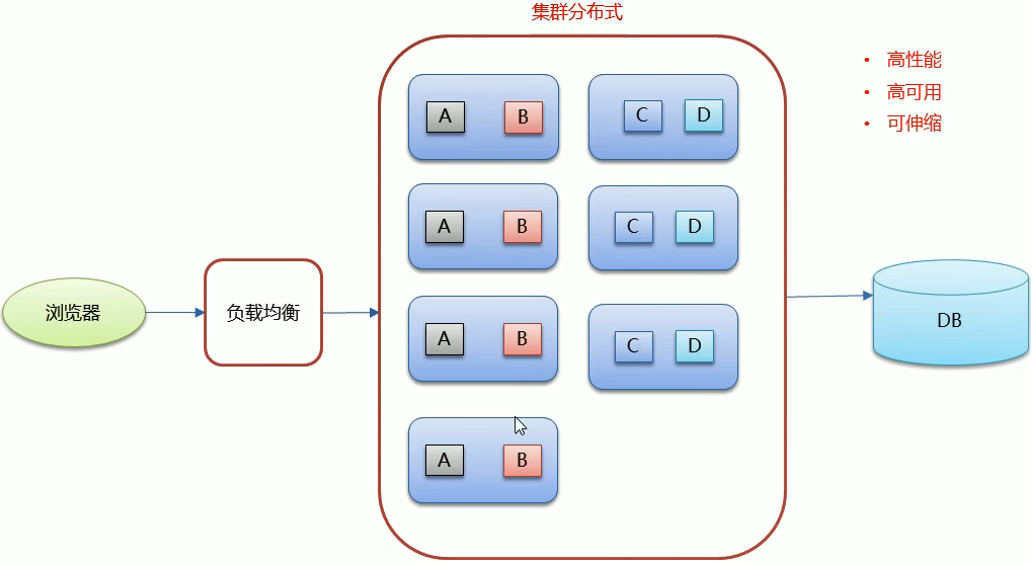 集群分布式
• 高性能
• 高可用
• 可伸缩
A B C D
A B C D
浏览器
负载均衡
DB
A B C D
A B